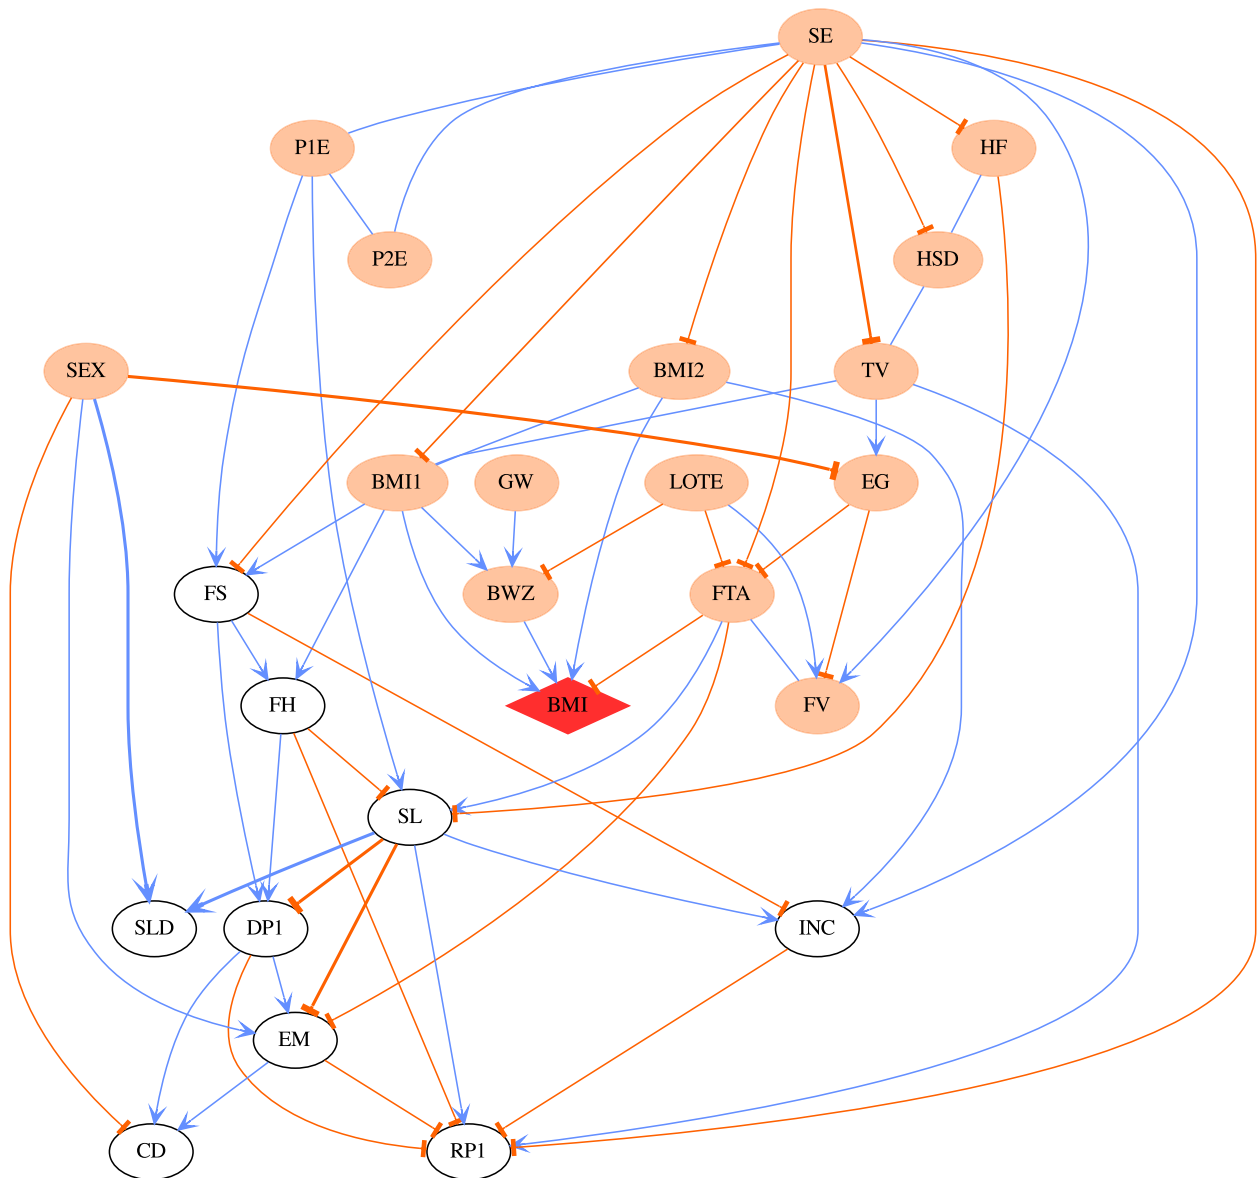 SE
P1E
HF
P2E
HSD
SEX
BMI2
TV
BMI1
GW
LOTE
EG
FS
BWZ
FTA
FH
BMI
FV
SL
SLD
DP1
INC
EM
CD
RP1